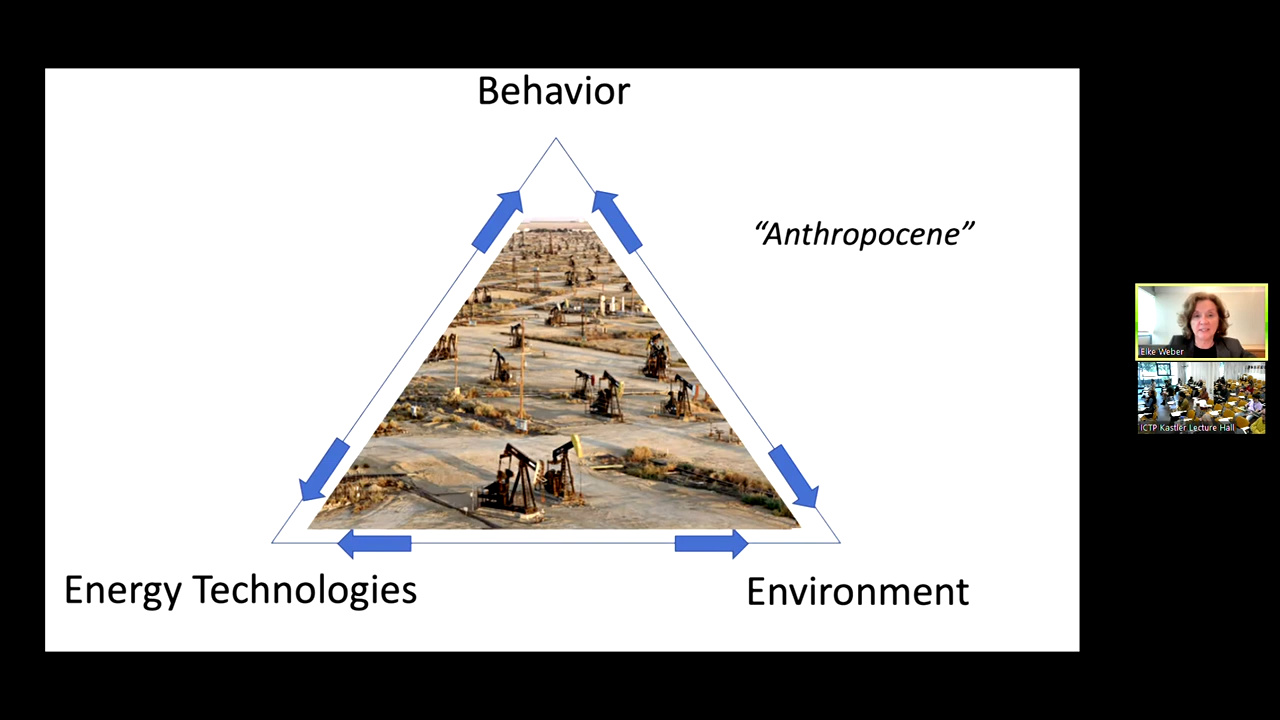 Behavior
“Anthropocene”
Energy Technologies
Environment
Elke Weber
ICTP Kastler Lecture Hall